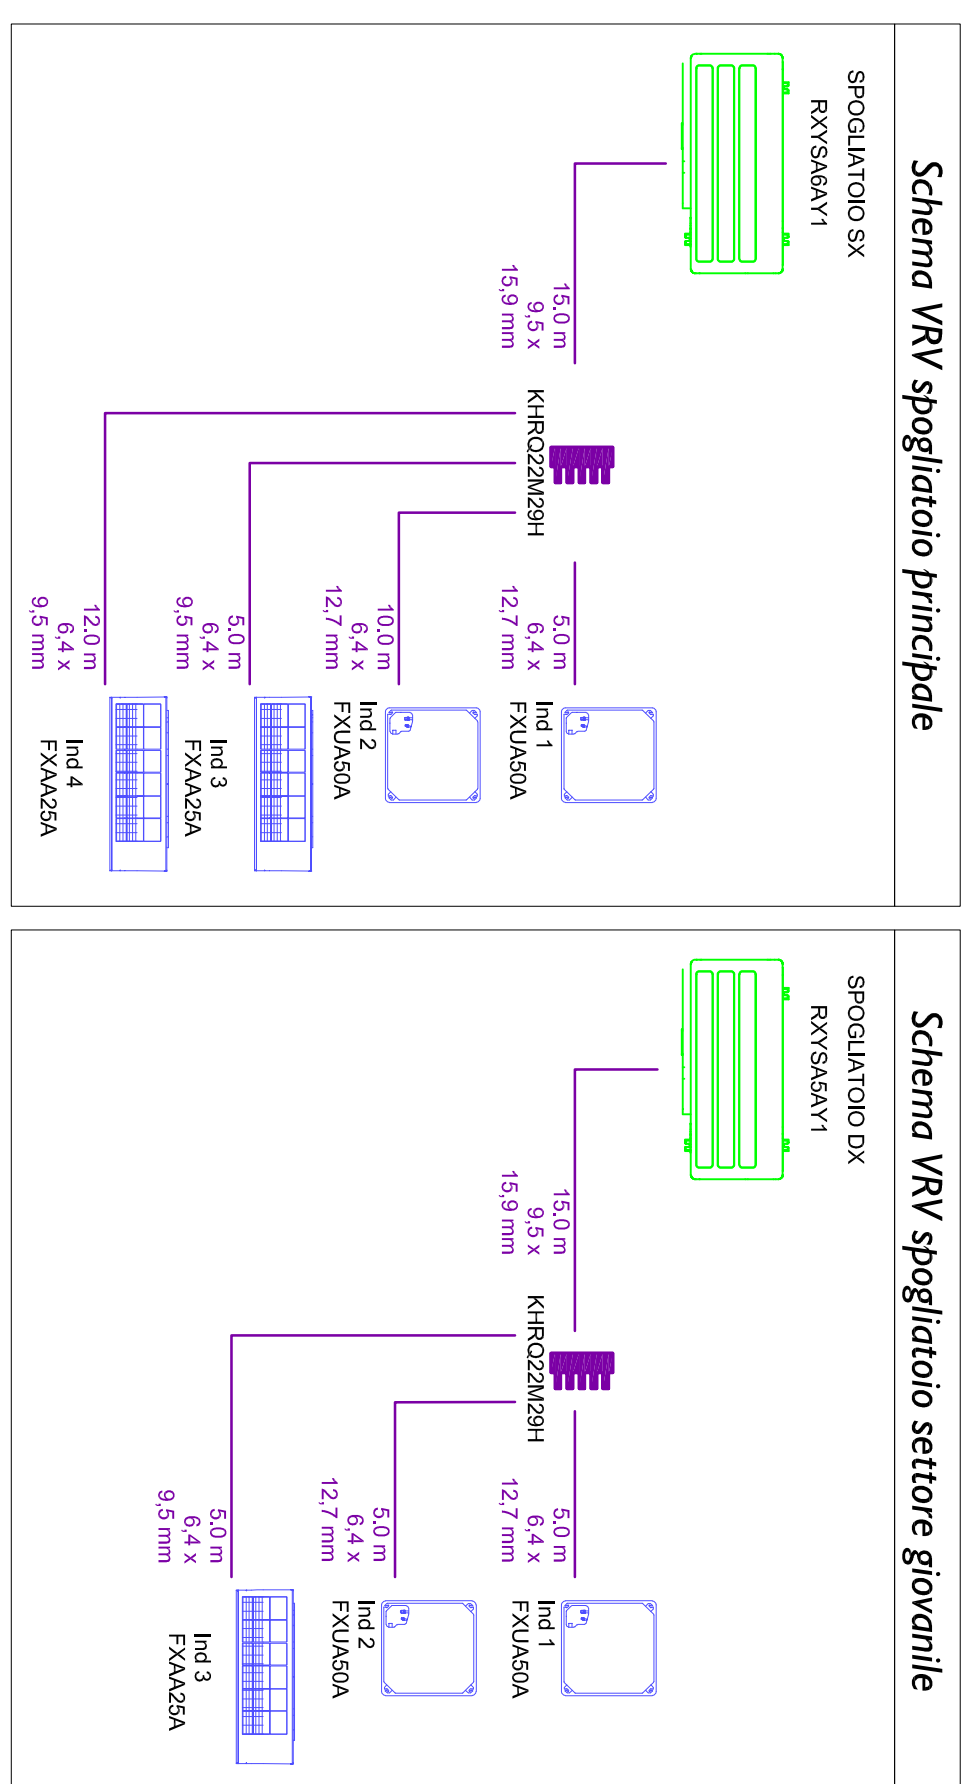 Schema VRV spogliatoio principale
SPOGLIATOIO SX
RXYSA6AY1
15.0 m
9,5 x
15,9 mm
KHRQ22M29H
5.0 m
6,4 x
12,7 mm
Ind 1
FXUA50A
10.0 m
6,4 x
12,7 mm
Ind 2
FXUA50A
5.0 m
6,4 x
9,5 mm
Ind 3
FXAA25A
12.0 m
6,4 x
9,5 mm
Ind 4
FXAA25A
Schema VRV spogliatoio settore giovanile
SPOGLIATOIO DX
RXYSA5AY1
15.0 m
9,5 x
15,9 mm
KHRQ22M29H
5.0 m
6,4 x
12,7 mm
Ind 1
FXUA50A
5.0 m
6,4 x
12,7 mm
Ind 2
FXUA50A
5.0 m
6,4 x
9,5 mm
Ind 3
FXAA25A